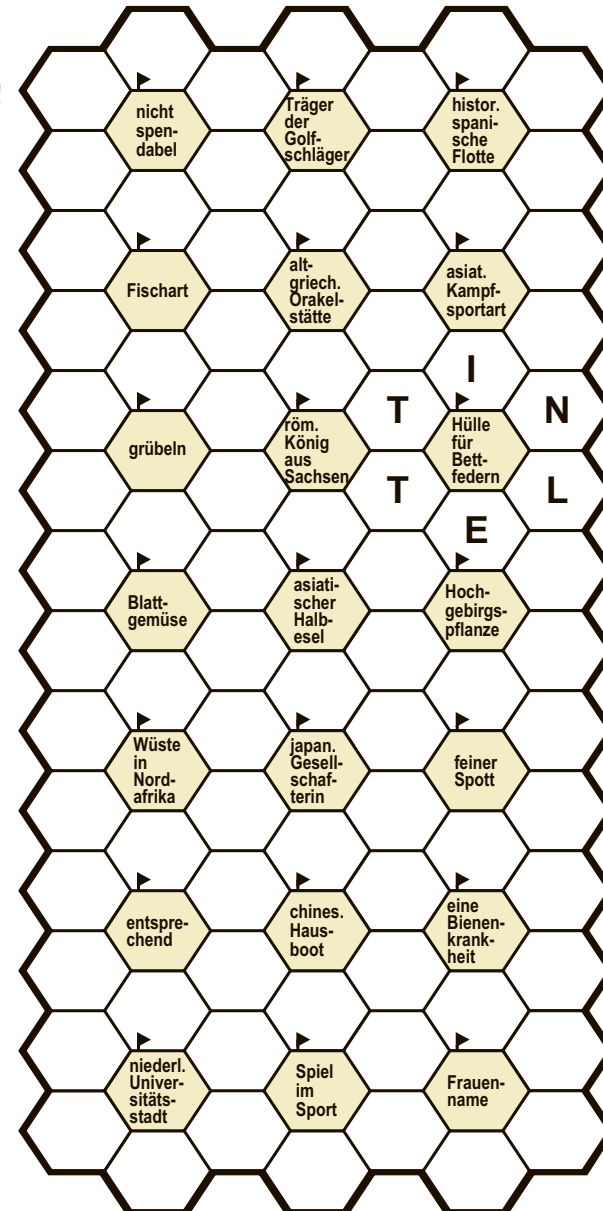 nicht
spen-
dabel
Träger
der
Golf-
schläger
histor.
spani-
sche
Flotte
Fischart
alt-
griech.
Orakel-
stätte
asiat.
Kampf-
sportart
I
T
N
grübeln
röm.
König
aus
Sachsen
Hülle
für
Bett-
federn
T
L
E
Blatt-
gemüse
asiati-
scher
Halb-
esel
Hoch-
gebirgs-
pflanze
Wüste
in
Nord-
afrika
japan.
Gesell-
schaf-
terin
feiner
Spott
entspre-
chend
chines.
Haus-
boot
eine
Bienen-
krank-
heit
niederl.
Univer-
sitäts-
stadt
Spiel
im
Sport
Frauen-
name